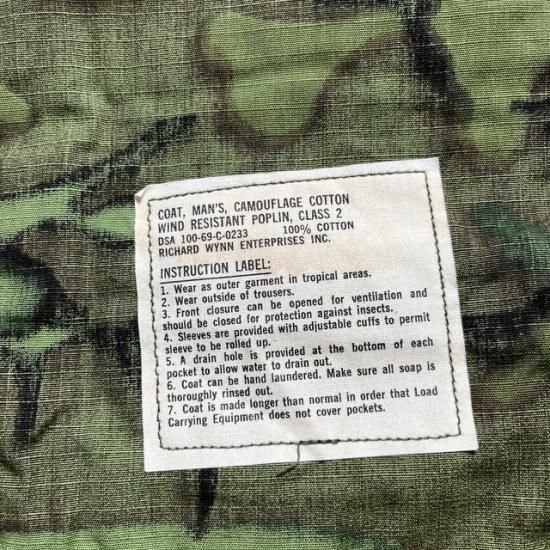 COAT, MAN'S, CAMOUFLAGE COTTON
WIND RESISTANT POPLIN, CLASS 2
DSA 100-69-C-0233 100% COTTON
RICHARD WYNN ENTERPRISES INC.
INSTRUCTION LABEL:
1. Wear as outer garment in tropical areas.
2. Wear outside of trousers.
3. Front closure can be opened for ventilation and
should be closed for protection against insects.
4. Sleeves are provided with adjustable cuffs to permit
sleeve to be rolled up.
5. A drain hole is provided at the bottom of each
pocket to allow water to drain out.
6. Coat can be hand laundered. Make sure all soap is
thoroughly rinsed out.
7. Coat is made longer than normal in order that Load
Carrying Equipment does not cover pockets.